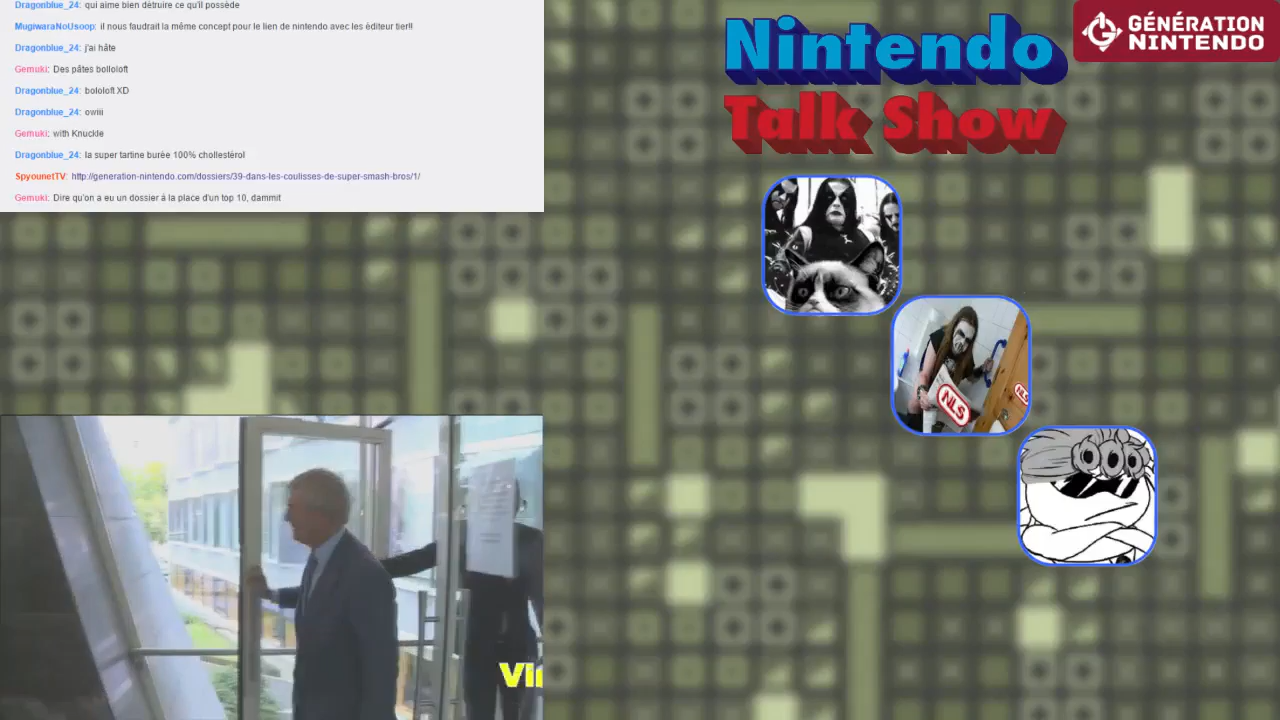 Dragonblue_24: qui aime bien détruire ce qu'il possède
MugiwaraNoUsoop: il nous faudrait la même concept pour le lien de nintendo avec les éditeur tier!!
Dragonblue_24: j'ai hâte
Gemuki: Des pâtes bolloloft
Dragonblue_24: bololoft XD
Dragonblue_24: owiii
Gemuki: with Knuckle
Dragonblue_24: la super tartine burée 100% chollestérol
SpyounetTV: http://generation-nintendo.com/dossiers/39-dans-les-coulisses-de-super-smash-bros/1/
Gemuki: Dire qu'on a eu un dossier à la place d'un top 10, dammit
Nintendo
Talk Show
GÉNÉRATION
NINTENDO
NLS
NLS